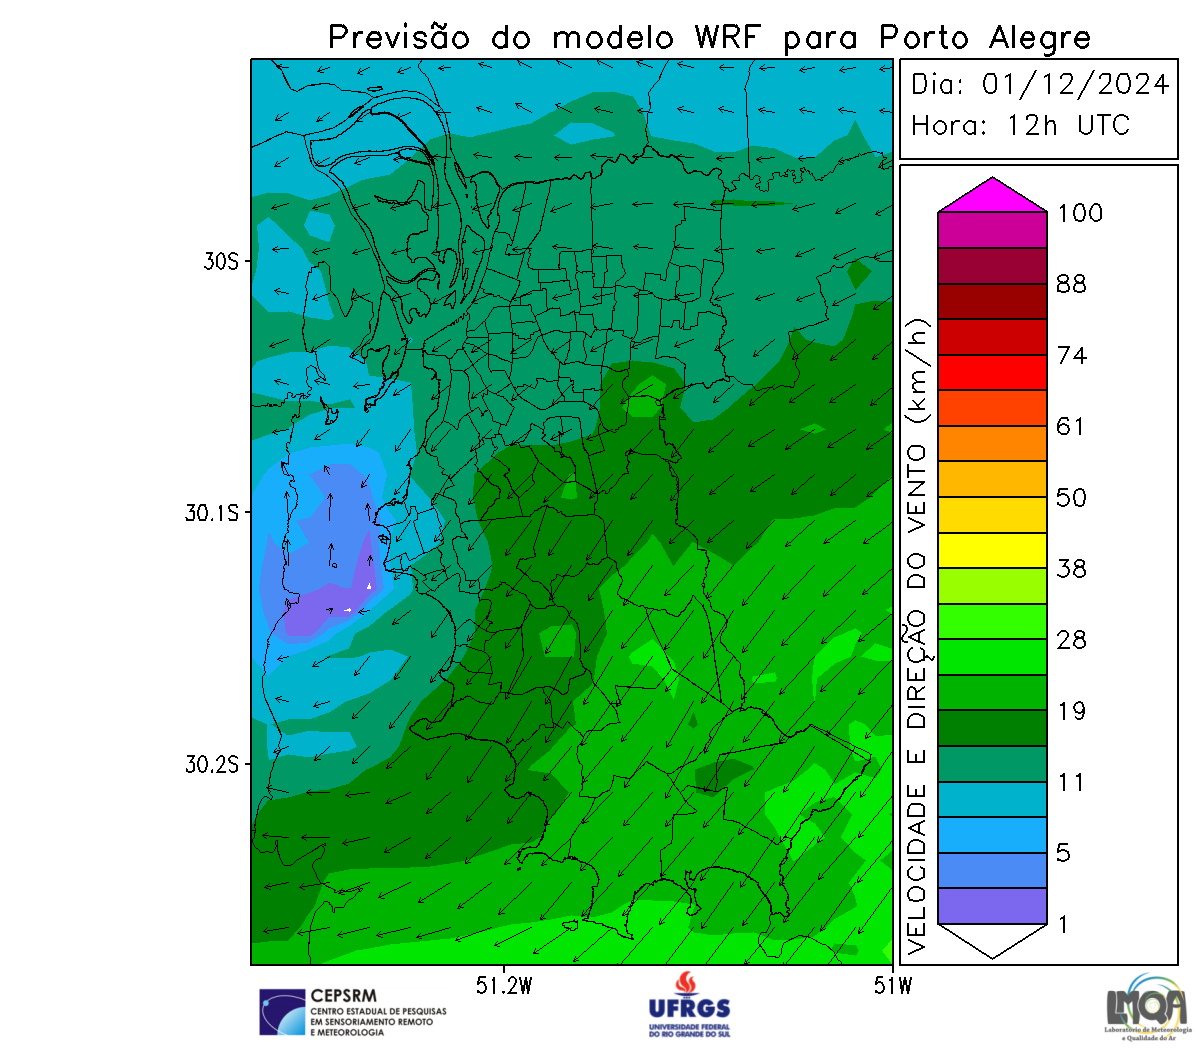 Previsão do modelo WRF para Porto Alegre
Dia: 01/12/2024
Hora: 12h UTC
30S
30.1S
30.2S
51.2W
51W
VELOCIDADE E DIREÇÃO DO VENTO (km/h)
100
88
74
61
50
38
28
19
11
5
1
CEPSRM
CENTRO ESTADUAL DE PESQUISAS
EM SENSORIAMENTO REMOTO
E METEOROLOGIA
UFRGS
UNIVERSIDADE FEDERAL
DO RIO GRANDE DO SUL
LMQA
Laboratório de Meteorologia
e Qualidade do Ar